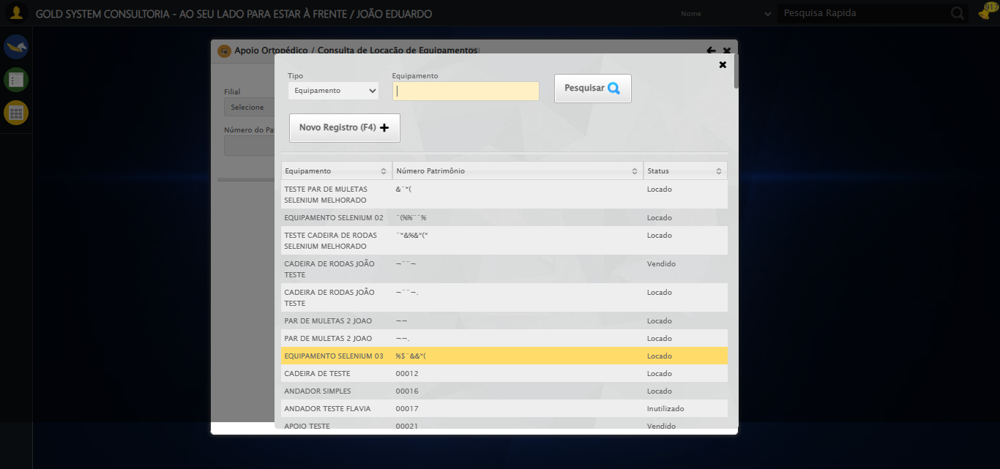 GOLD SYSTEM CONSULTORIA - AO SEU LADO PARA ESTAR À FRENTE / JOÃO EDUARDO
Nome
Pesquisa Rapida
917
Apoio Ortopédico / Consulta de Locação de Equipamentos
Filial
Selecione
Número do Pa
Tipo
Equipamento
Equipamento
Pesquisar
Novo Registro (F4)
Equipamento Número Patrimônio Status
TESTE PAR DE MULETAS &¨*( Locado
SELENIUM MELHORADO
EQUIPAMENTO SELENIUM 02 ¨(%%¨¨% Locado
TESTE CADEIRA DE RODAS ¨*&%&*(* Locado
SELENIUM MELHORADO
CADEIRA DE RODAS JOÃO ¬¨¨¬ Vendido
TESTE
CADEIRA DE RODAS JOÃO ¬¨¨¬. Locado
TESTE
PAR DE MULETAS 2 JOAO ¬¬ Locado
PAR DE MULETAS 2 JOAO ¬¬. Locado
EQUIPAMENTO SELENIUM 03 %$¨&&*( Locado
CADEIRA DE TESTE 00012 Locado
ANDADOR SIMPLES 00016 Locado
ANDADOR TESTE FLAVIA 00017 Inutilizado
APOIO TESTE 00021 Vendido